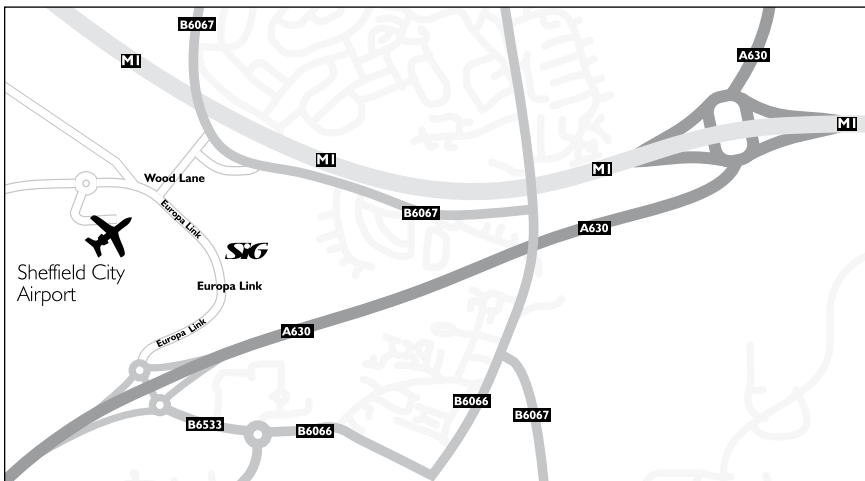 B6067
A630
M1
M1
M1
M1
Wood Lane
Europa Link
B6067
A630
SIG
Sheffield City
Airport
Europa Link
Europa Link
A630
B6066
B6067
B6533
B6066